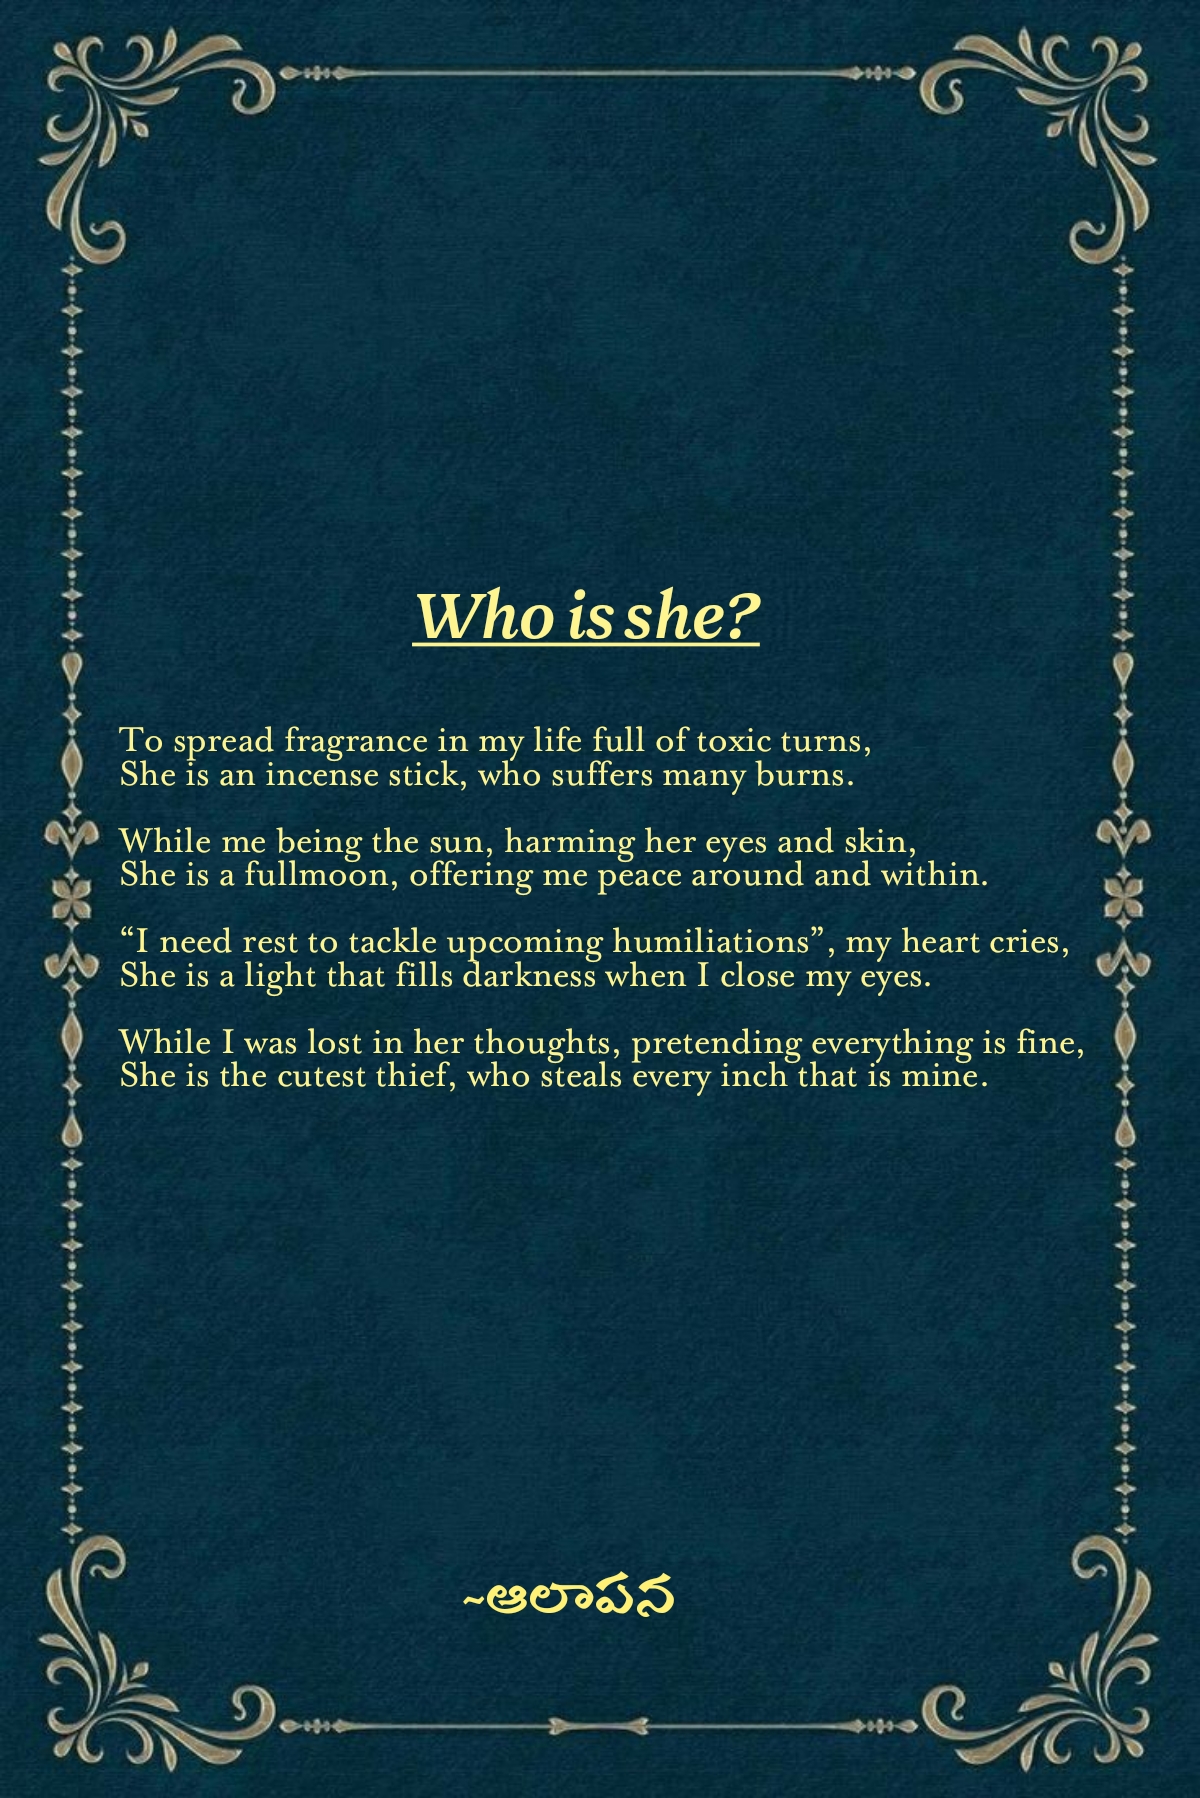 Who is she?
To spread fragrance in my life full of toxic turns,
She is an incense stick, who suffers many burns.
While me being the sun, harming her eyes and skin,
She is a fullmoon, offering me peace around and within.
“I need rest to tackle upcoming humiliations”, my heart cries,
She is a light that fills darkness when I close my eyes.
While I was lost in her thoughts, pretending everything is fine,
She is the cutest thief, who steals every inch that is mine.
~ఆలాపన